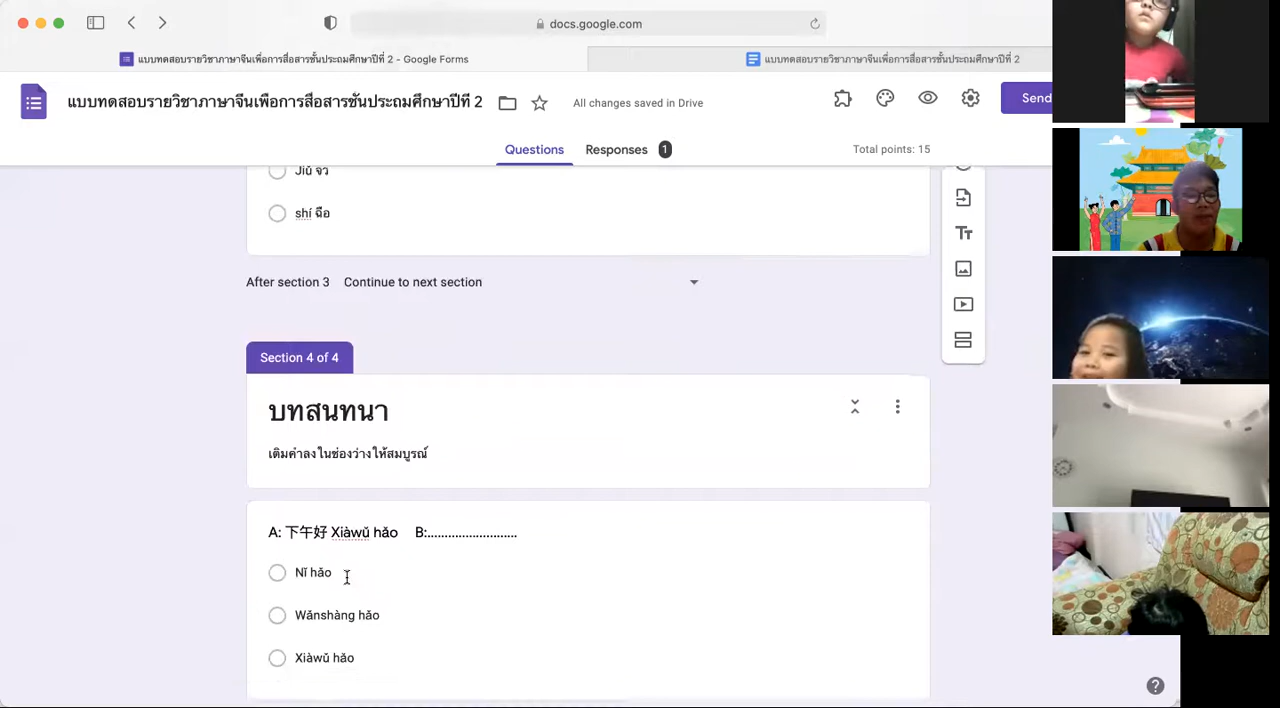 docs.google.com
แบบทดสอบรายวิชาภาษาจีนเพื่อการสื่อสารชั้นประถมศึกษาปีที่ 2 - Google Forms
แบบทดสอบรายวิชาภาษาจีนเพื่อการสื่อสารชั้นประถมศึกษาปีที่ 2
แบบทดสอบรายวิชาภาษาจีนเพื่อการสื่อสารชั้นประถมศึกษาปีที่ 2
All changes saved in Drive
Send
Questions
Responses 1
Total points: 15
Jiǔ จิ่ว
shí ฉือ
After section 3 Continue to next section
Section 4 of 4
บทสนทนา
เติมคำลงในช่องว่างให้สมบูรณ์
A: 下午好 Xiàwǔ hǎo B:..........................
Nǐ hǎo
Wǎnshàng hǎo
Xiàwǔ hǎo